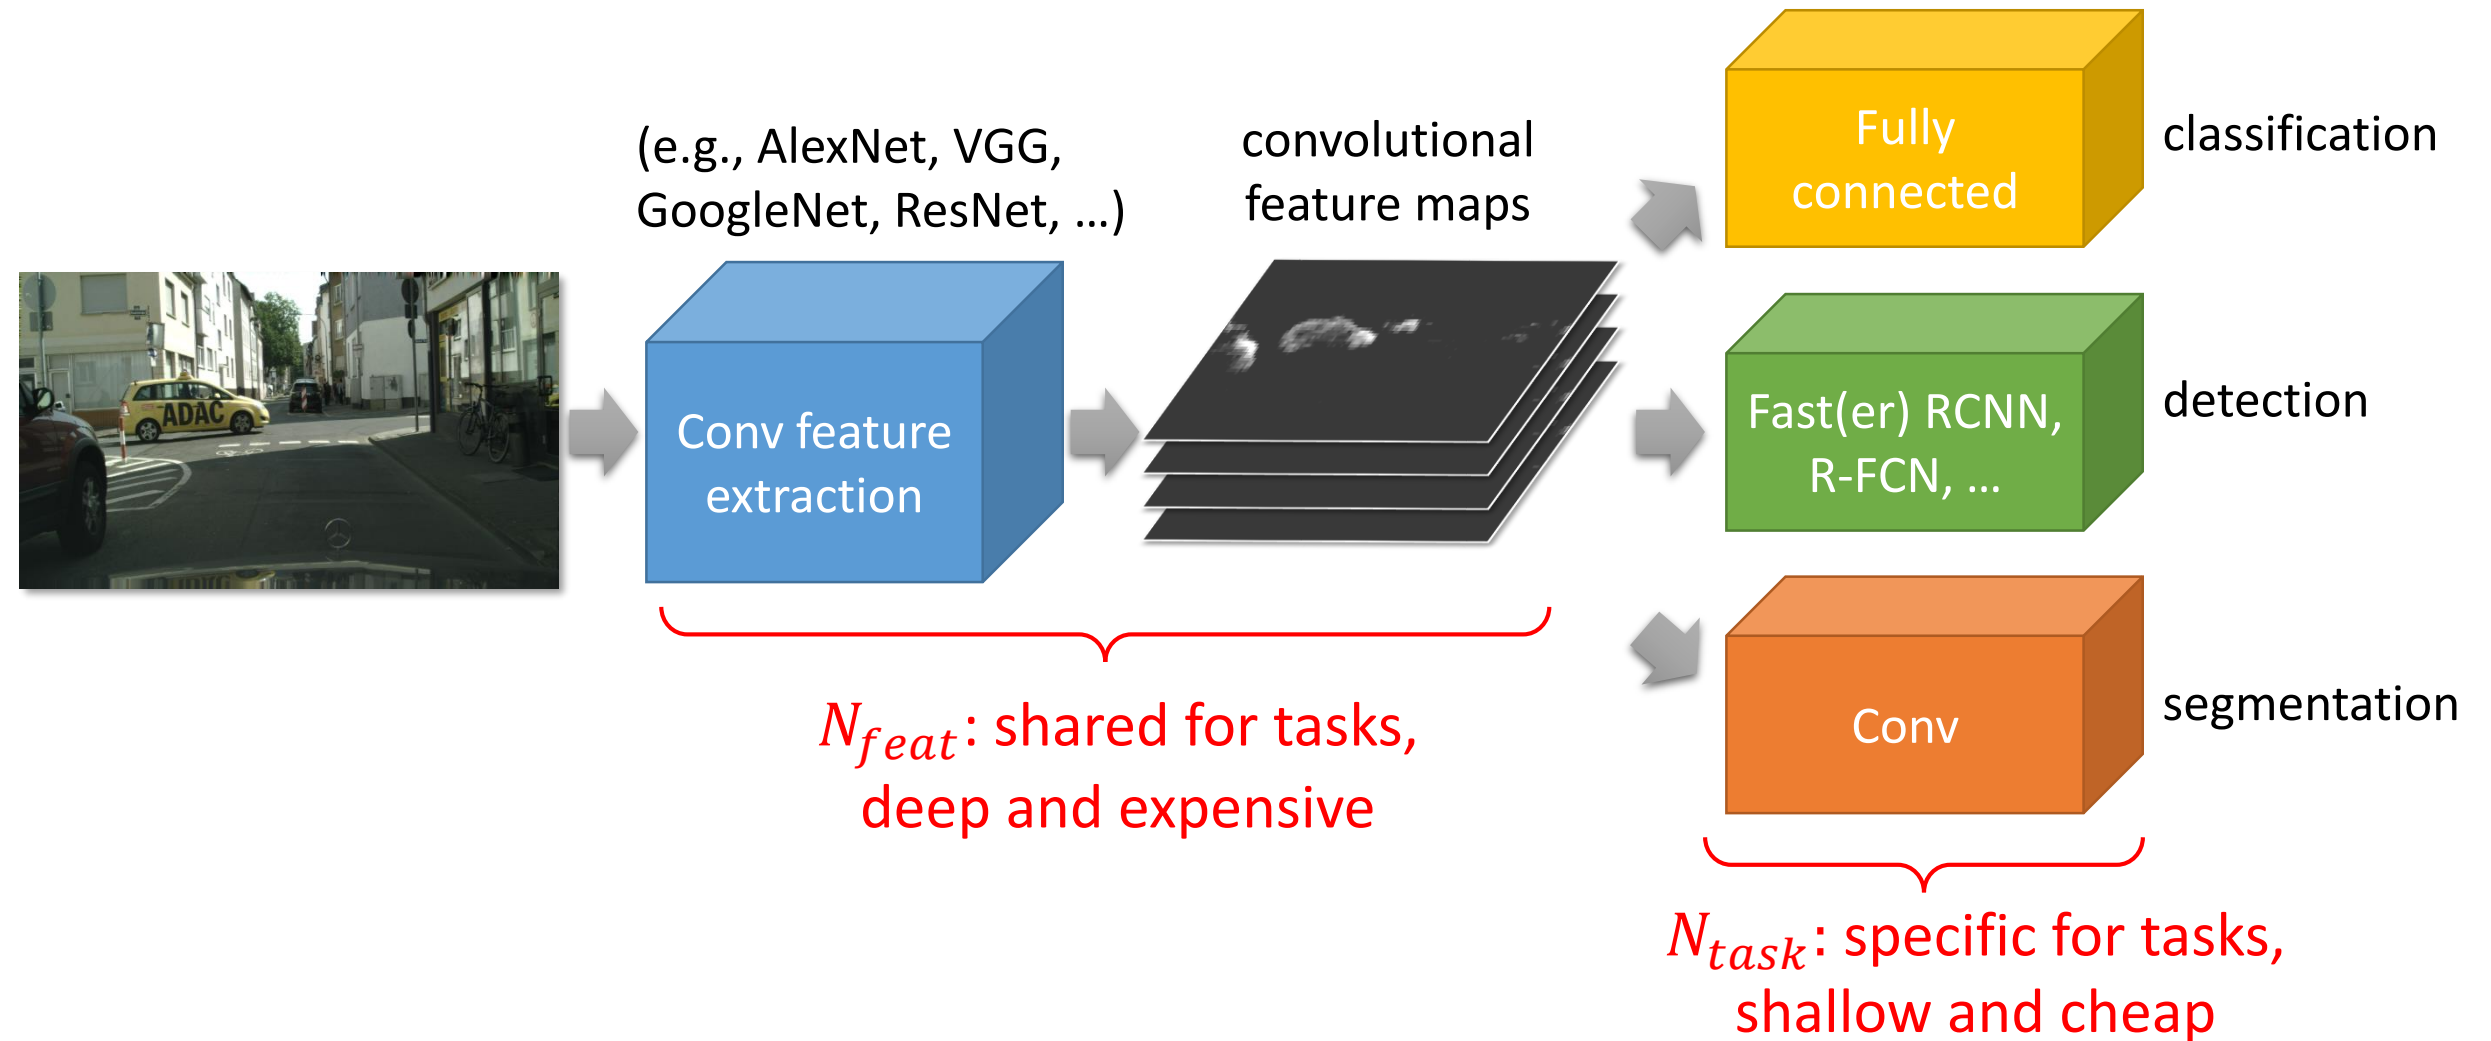 (e.g., AlexNet, VGG,
GoogleNet, ResNet, ...)
convolutional
feature maps
Fully
connected
classification
ADAC
Conv feature
extraction
Fast(er) RCNN,
R-FCN, ...
detection
Conv
segmentation
N_feat: shared for tasks,
deep and expensive
N_task: specific for tasks,
shallow and cheap